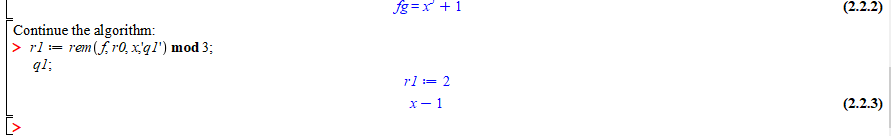 fg = x² + 1 (2.2.2)
Continue the algorithm:
> r1 := rem(f, r0, x,'q1') mod 3;
q1;
r1 := 2
x − 1 (2.2.3)
>